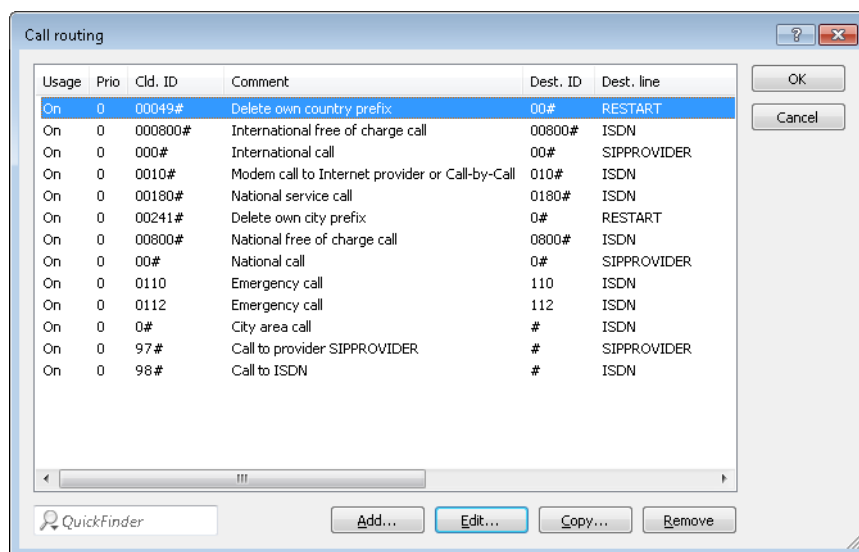 Call routing
Usage Prio Cld. ID Comment Dest. ID Dest. line
On 0 00049# Delete own country prefix 00# RESTART
On 0 000800# International free of charge call 00800# ISDN
On 0 000# International call 00# SIPPROVIDER
On 0 0010# Modem call to Internet provider or Call-by-Call 010# ISDN
On 0 00180# National service call 0180# ISDN
On 0 00241# Delete own city prefix 0# RESTART
On 0 00800# National free of charge call 0800# ISDN
On 0 00# National call 0# SIPPROVIDER
On 0 0110 Emergency call 110 ISDN
On 0 0112 Emergency call 112 ISDN
On 0 0# City area call # ISDN
On 0 97# Call to provider SIPPROVIDER # SIPPROVIDER
On 0 98# Call to ISDN # ISDN
OK
Cancel
QuickFinder Add... Edit... Copy... Remove